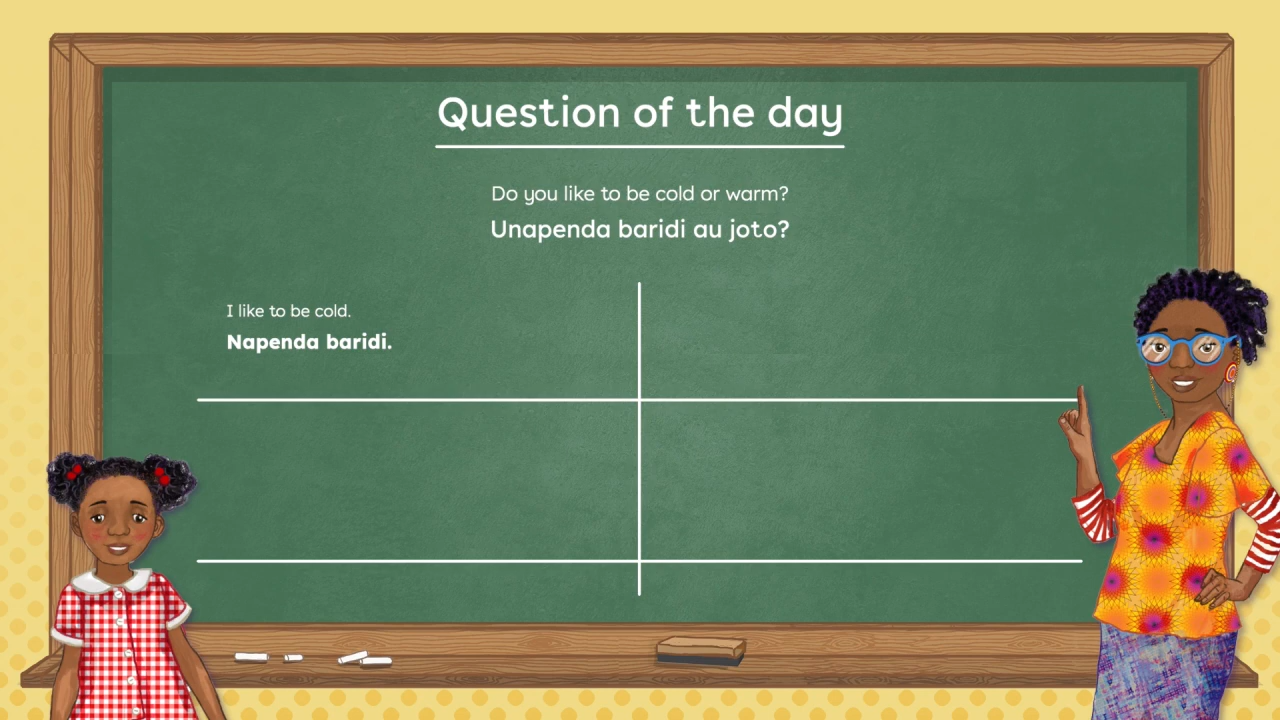 Question of the day
Do you like to be cold or warm?
Unapenda baridi au joto?
I like to be cold.
Napenda baridi.